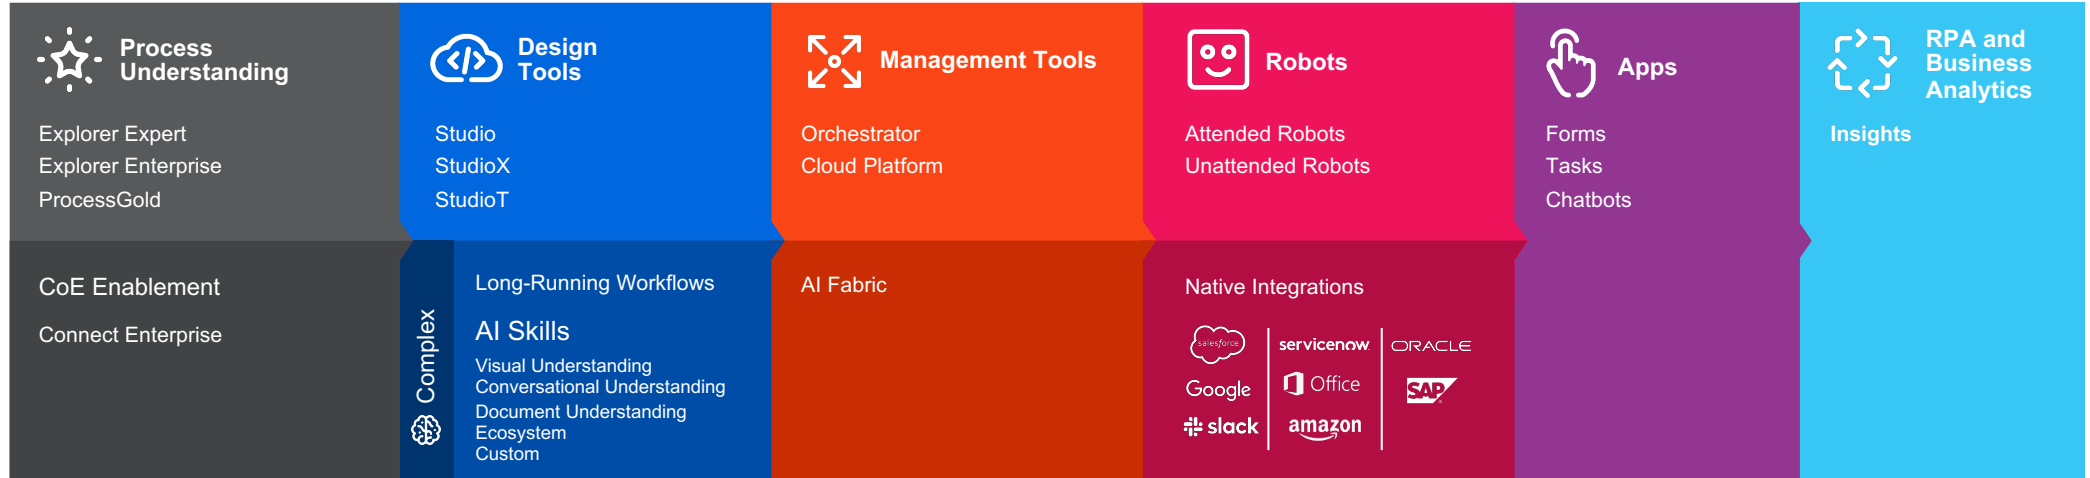 Process
Understanding
Explorer Expert
Explorer Enterprise
ProcessGold
CoE Enablement
Connect Enterprise
Design
Tools
Studio
StudioX
StudioT
Complex
Long-Running Workflows
AI Skills
Visual Understanding
Conversational Understanding
Document Understanding
Ecosystem
Custom
Management Tools
Orchestrator
Cloud Platform
AI Fabric
Robots
Attended Robots
Unattended Robots
Native Integrations
salesforce
Google
slack
servicenow
Office
amazon
ORACLE
SAP
Apps
Forms
Tasks
Chatbots
RPA and
Business
Analytics
Insights